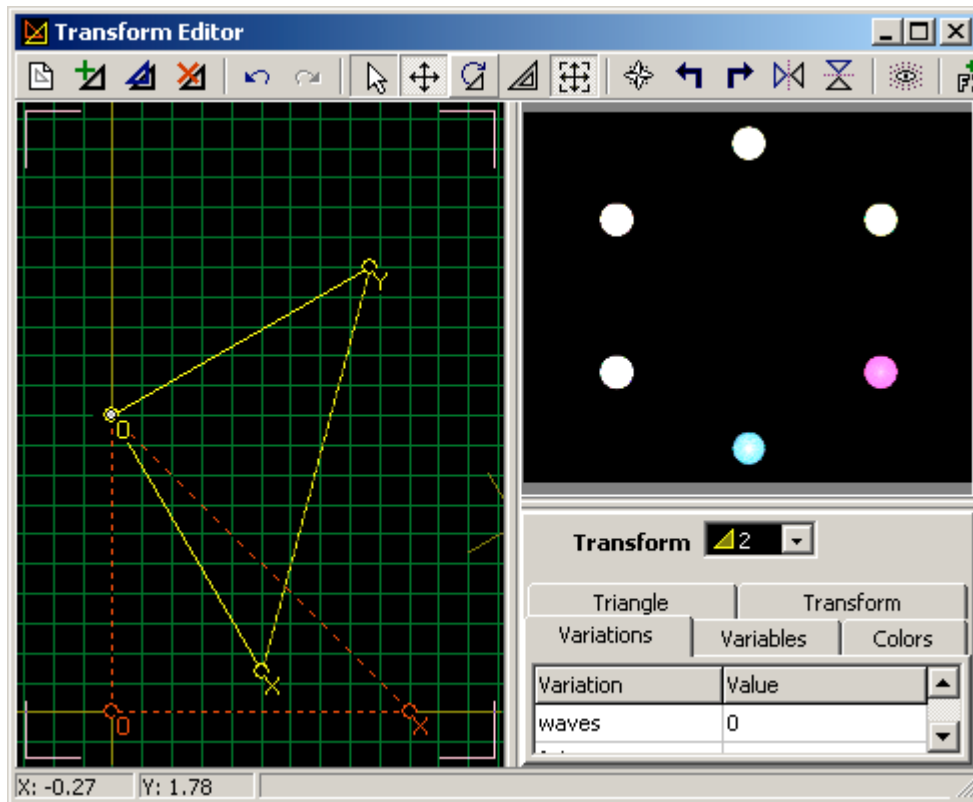 Transform Editor
F
Y
O
X
O
X
Transform 2
Triangle Transform
Variations Variables Colors
Variation Value
waves 0
X: -0.27 Y: 1.78